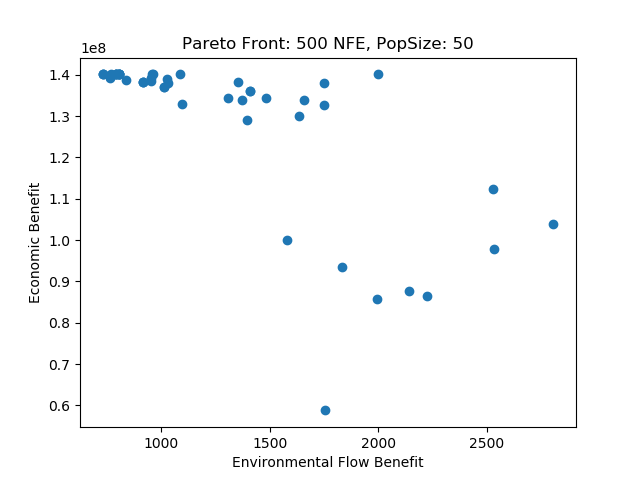 Pareto Front: 500 NFE, PopSize: 50
1e8
1.4
1.3
1.2
1.1
1.0
0.9
0.8
0.7
0.6
Economic Benefit
1000 1500 2000 2500
Environmental Flow Benefit